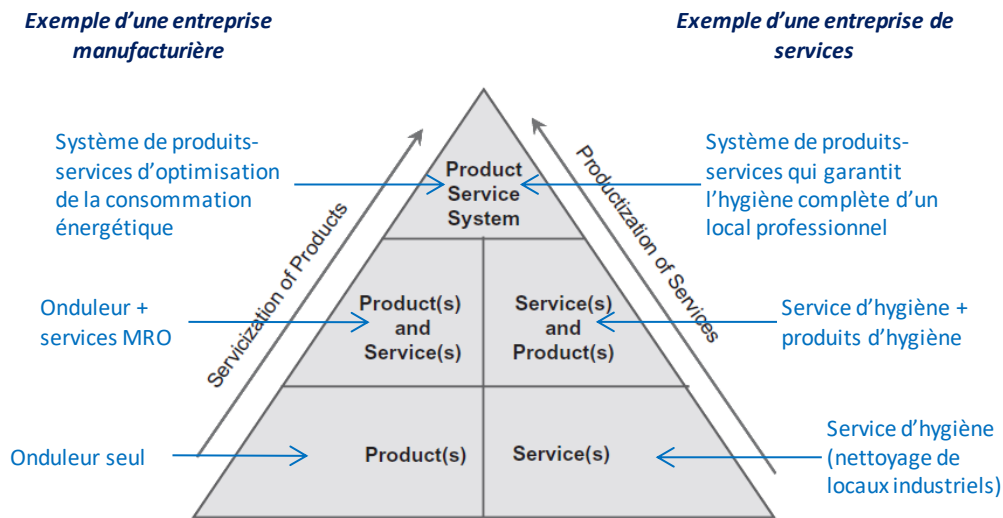 Exemple d'une entreprise
manufacturière
Exemple d'une entreprise de
services
Système de produits-
services d'optimisation
de la consommation
énergétique
Servicization of Products
Product
Service
System
Productization of Services
Système de produits-
services qui garantit
l'hygiène complète d'un
local professionnel
Onduleur +
services MRO
Product(s)
and
Service(s)
Service(s)
and
Product(s)
Service d'hygiène +
produits d'hygiène
Onduleur seul
Product(s)
Service(s)
Service d'hygiène
(nettoyage de
locaux industriels)